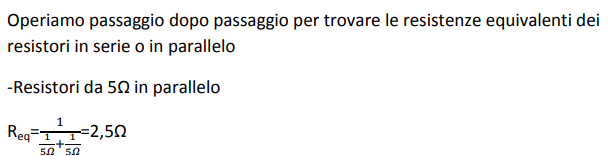 Operiamo passaggio dopo passaggio per trovare le resistenze equivalenti dei
resistori in serie o in parallelo
-Resistori da 5Ω in parallelo
Req=1/(1/5Ω+1/5Ω)=2,5Ω